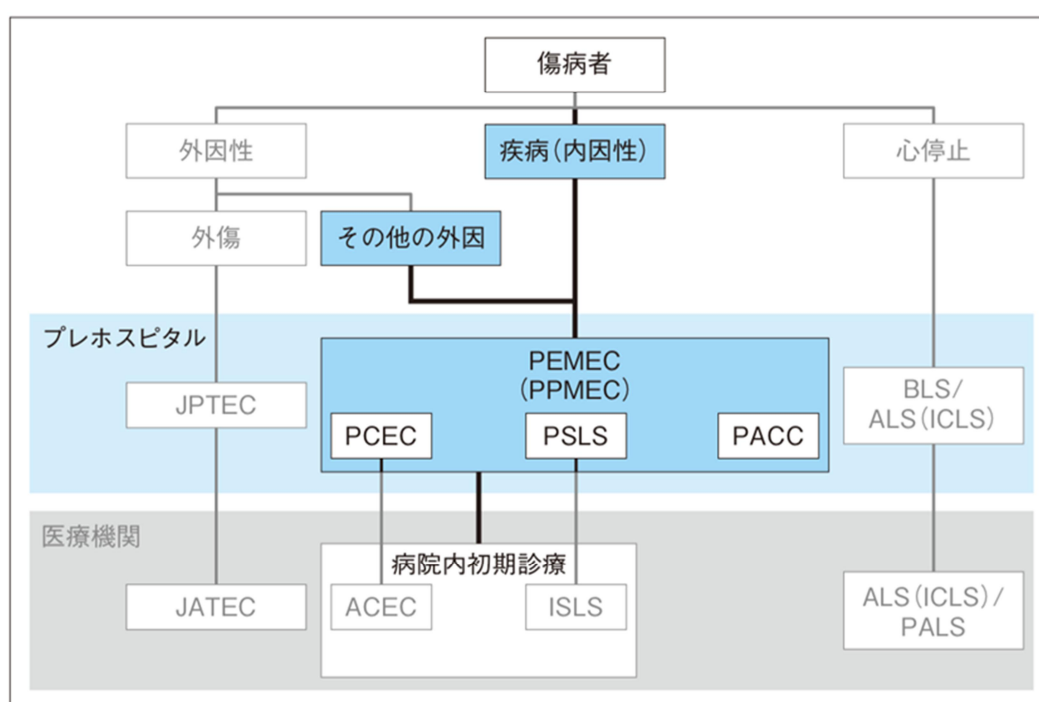 傷病者
外因性
疾病(内因性)
心停止
外傷
その他の外因
プレホスピタル
PEMEC
(PPMEC)
JPTEC
BLS/
ALS(ICLS)
PCEC
PSLS
PACC
医療機関
病院内初期診療
JATEC
ACEC
ISLS
ALS(ICLS)/
PALS